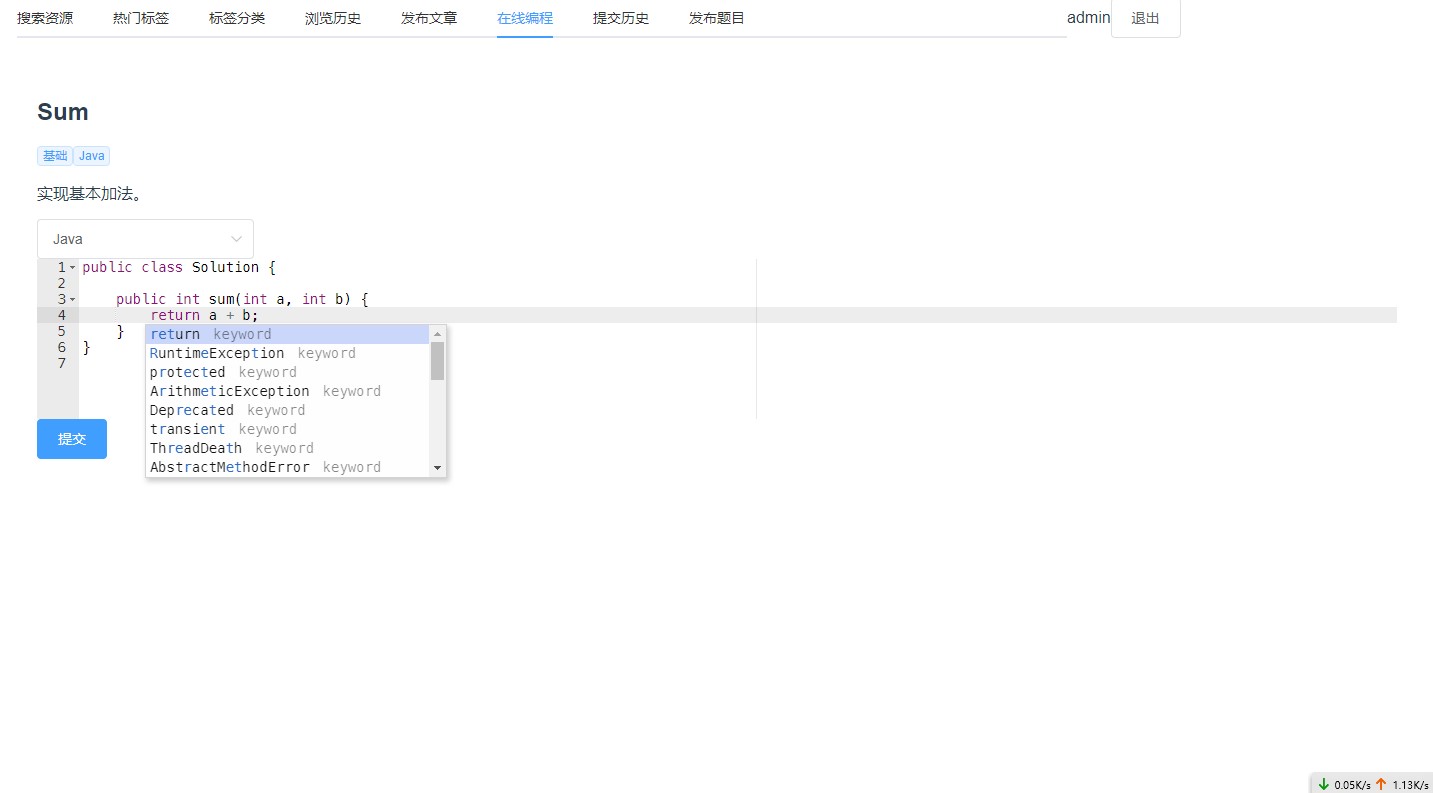 搜索资源 热门标签 标签分类 浏览历史 发布文章 在线编程 提交历史 发布题目 admin 退出
Sum
基础 Java
实现基本加法。
Java
1 public class Solution {
2
3 public int sum(int a, int b) {
4 return a + b;
5 }
6 }
7
return keyword
RuntimeException keyword
protected keyword
ArithmeticException keyword
Deprecated keyword
transient keyword
ThreadDeath keyword
AbstractMethodError keyword
提交
0.05K/s 1.13K/s